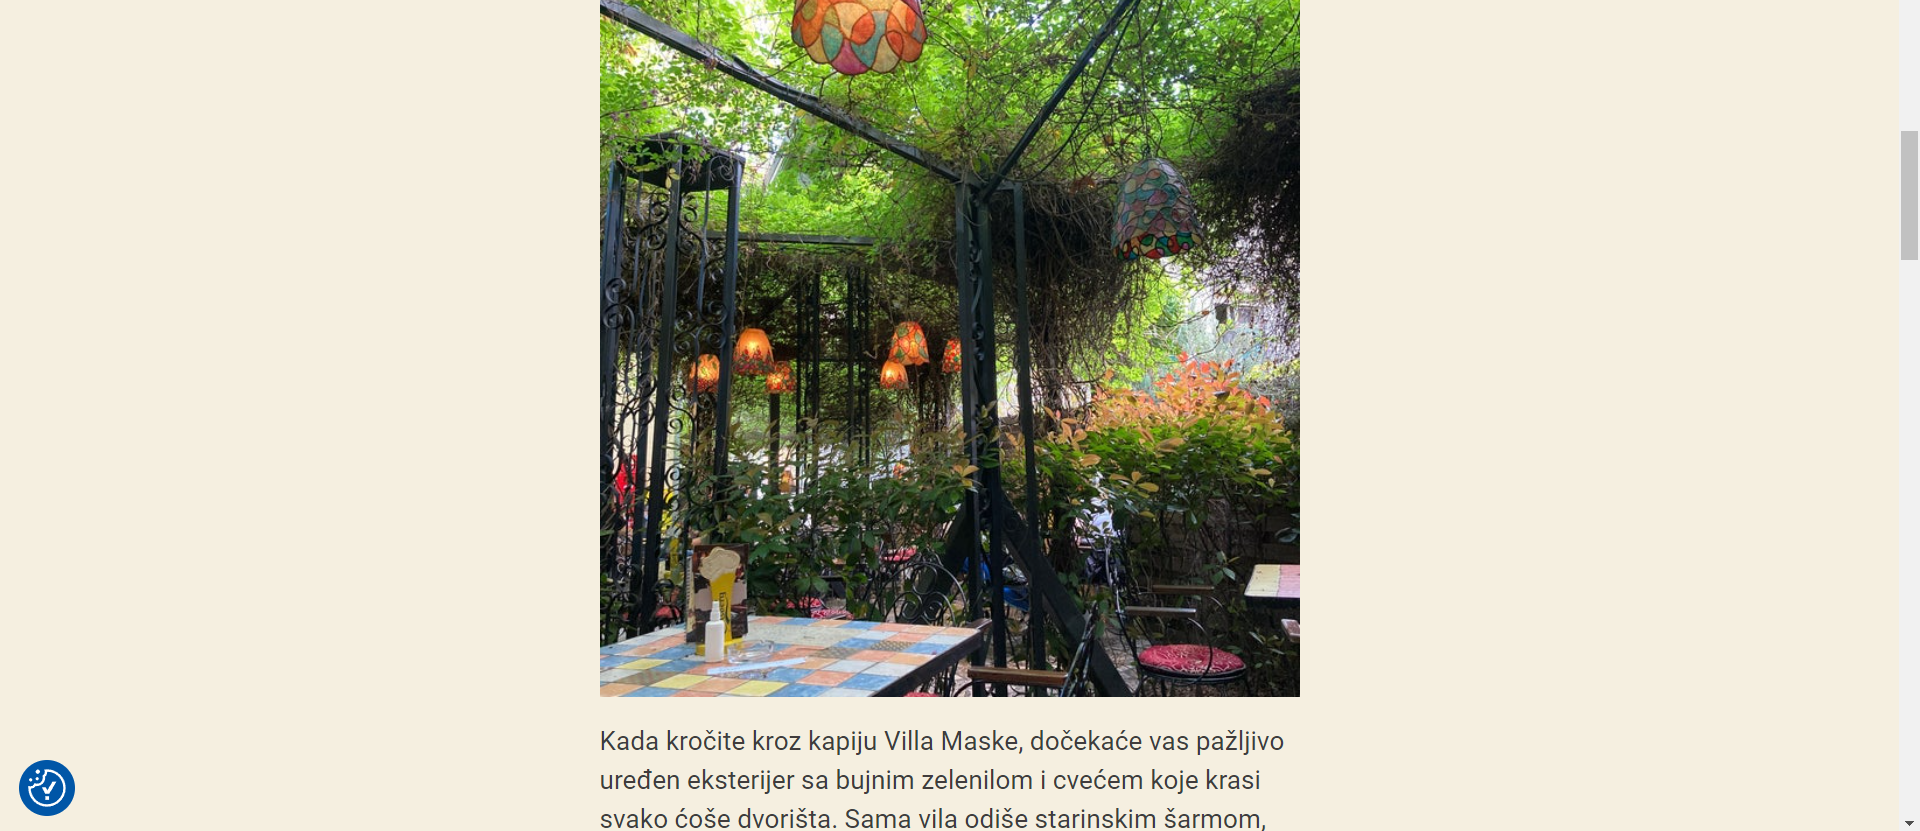 Kada kročite kroz kapiju Villa Maske, dočekaće vas pažljivo
uređen eksterijer sa bujnim zelenilom i cvećem koje krasi
svako ćoše dvorišta. Sama vila odiše starinskim šarmom,